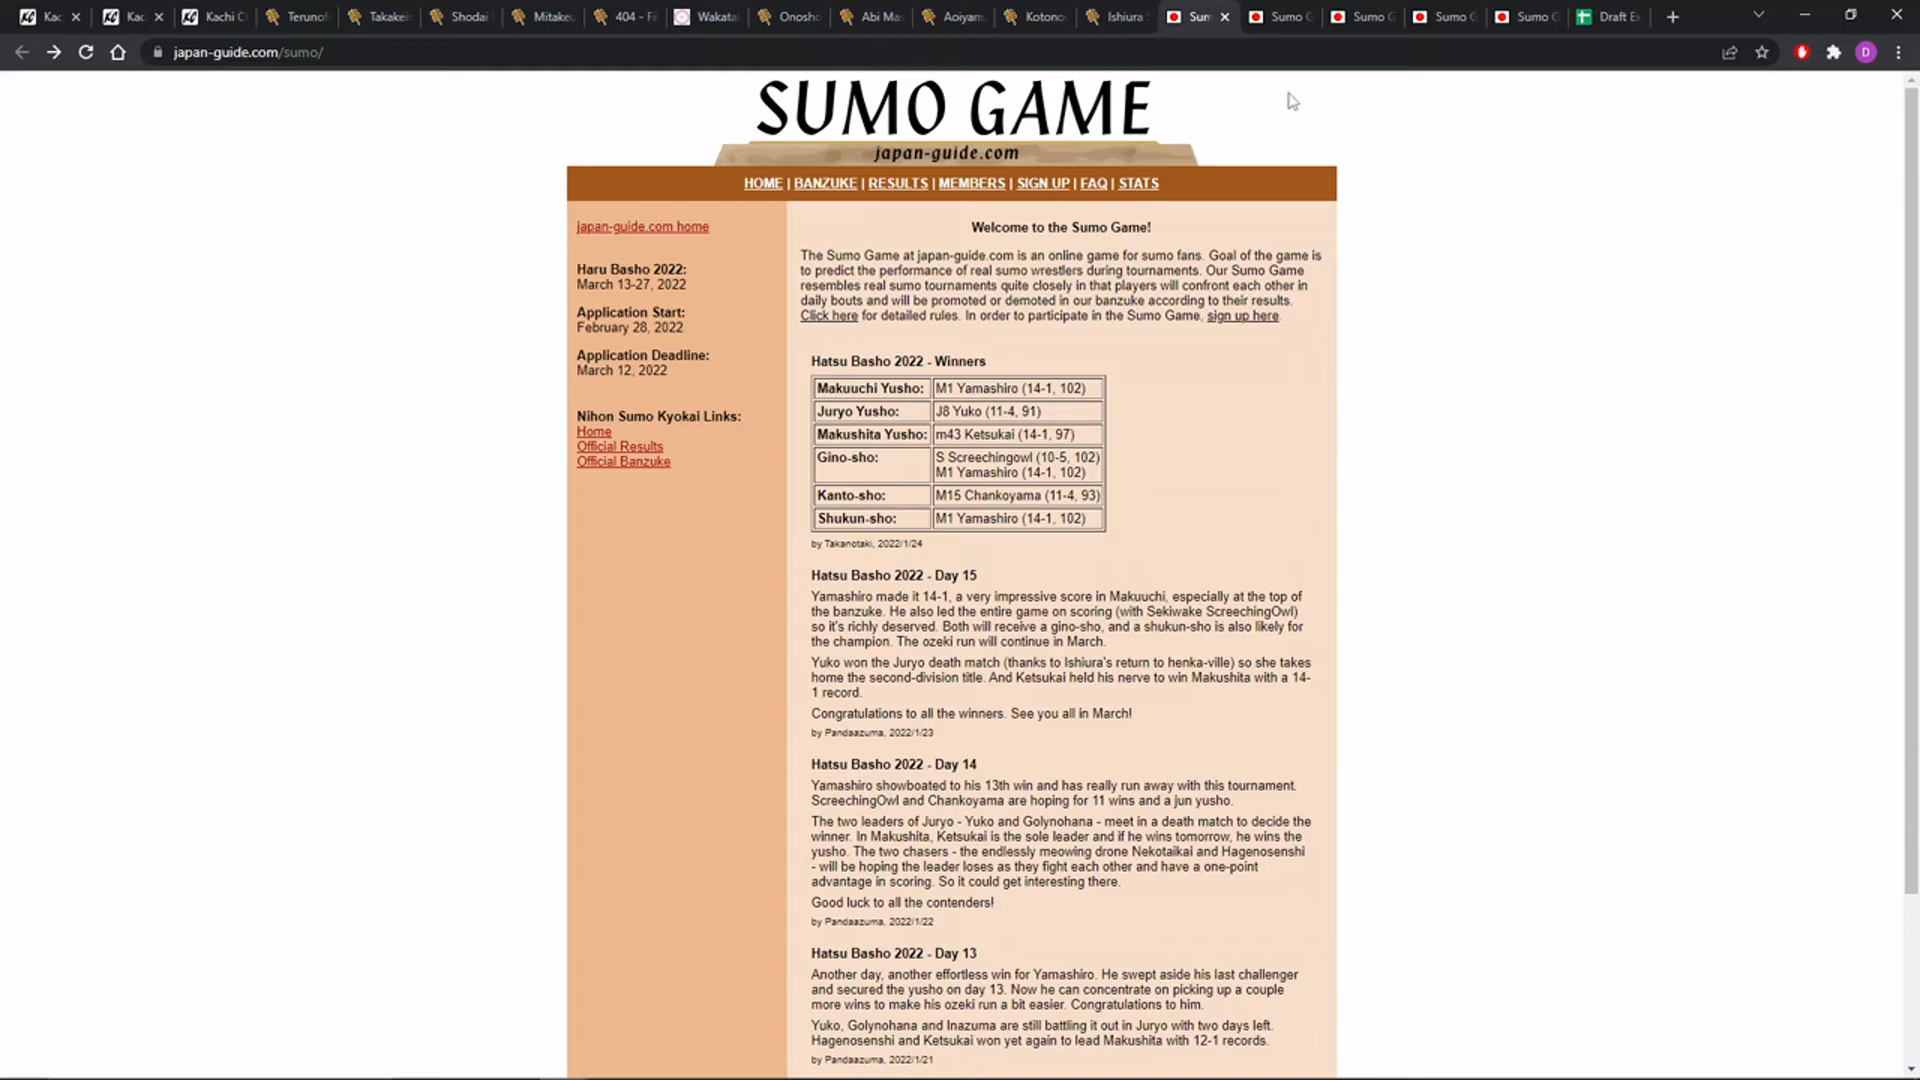 Kac
Kac
Kachi C
Terunof
Takakei
Shodai
Mitakeu
404 - Fi
Wakata
Onosho
Abi Ma
Aoiyam
Kotono
Ishiura
Sum
Sumo G
Sumo G
Sumo G
Sumo G
Draft E
japan-guide.com/sumo/
D
SUMO GAME
japan-guide.com
HOME | BANZUKE | RESULTS | MEMBERS | SIGN UP | FAQ | STATS
japan-guide.com home
Haru Basho 2022:
March 13-27, 2022
Application Start:
February 28, 2022
Application Deadline:
March 12, 2022
Nihon Sumo Kyokai Links:
Home
Official Results
Official Banzuke
Welcome to the Sumo Game!
The Sumo Game at japan-guide.com is an online game for sumo fans. Goal of the game is
to predict the performance of real sumo wrestlers during tournaments. Our Sumo Game
resembles real sumo tournaments quite closely in that players will confront each other in
daily bouts and will be promoted or demoted in our banzuke according to their results.
Click here for detailed rules. In order to participate in the Sumo Game, sign up here.
Hatsu Basho 2022 - Winners
Makuuchi Yusho: M1 Yamashiro (14-1, 102)
Juryo Yusho: J8 Yuko (11-4, 91)
Makushita Yusho: m43 Ketsukai (14-1, 97)
Gino-sho: S Screechingowl (10-5, 102)
M1 Yamashiro (14-1, 102)
Kanto-sho: M15 Chankoyama (11-4, 93)
Shukun-sho: M1 Yamashiro (14-1, 102)
by Takanotaki, 2022/1/24
Hatsu Basho 2022 - Day 15
Yamashiro made it 14-1, a very impressive score in Makuuchi, especially at the top of
the banzuke. He also led the entire game on scoring (with Sekiwake ScreechingOwl)
so it's richly deserved. Both will receive a gino-sho, and a shukun-sho is also likely for
the champion. The ozeki run will continue in March.
Yuko won the Juryo death match (thanks to Ishiura's return to henka-ville) so she takes
home the second-division title. And Ketsukai held his nerve to win Makushita with a 14-
1 record.
Congratulations to all the winners. See you all in March!
by Pandaazuma, 2022/1/23
Hatsu Basho 2022 - Day 14
Yamashiro showboated to his 13th win and has really run away with this tournament.
ScreechingOwl and Chankoyama are hoping for 11 wins and a jun yusho.
The two leaders of Juryo - Yuko and Golynohana - meet in a death match to decide the
winner. In Makushita, Ketsukai is the sole leader and if he wins tomorrow, he wins the
yusho. The two chasers - the endlessly meowing drone Nekotaikai and Hagenosenshi
- will be hoping the leader loses as they fight each other and have a one-point
advantage in scoring. So it could get interesting there.
Good luck to all the contenders!
by Pandaazuma, 2022/1/22
Hatsu Basho 2022 - Day 13
Another day, another effortless win for Yamashiro. He swept aside his last challenger
and secured the yusho on day 13. Now he can concentrate on picking up a couple
more wins to make his ozeki run a bit easier. Congratulations to him.
Yuko, Golynohana and Inazuma are still battling it out in Juryo with two days left.
Hagenosenshi and Ketsukai won yet again to lead Makushita with 12-1 records.
by Pandaazuma, 2022/1/21